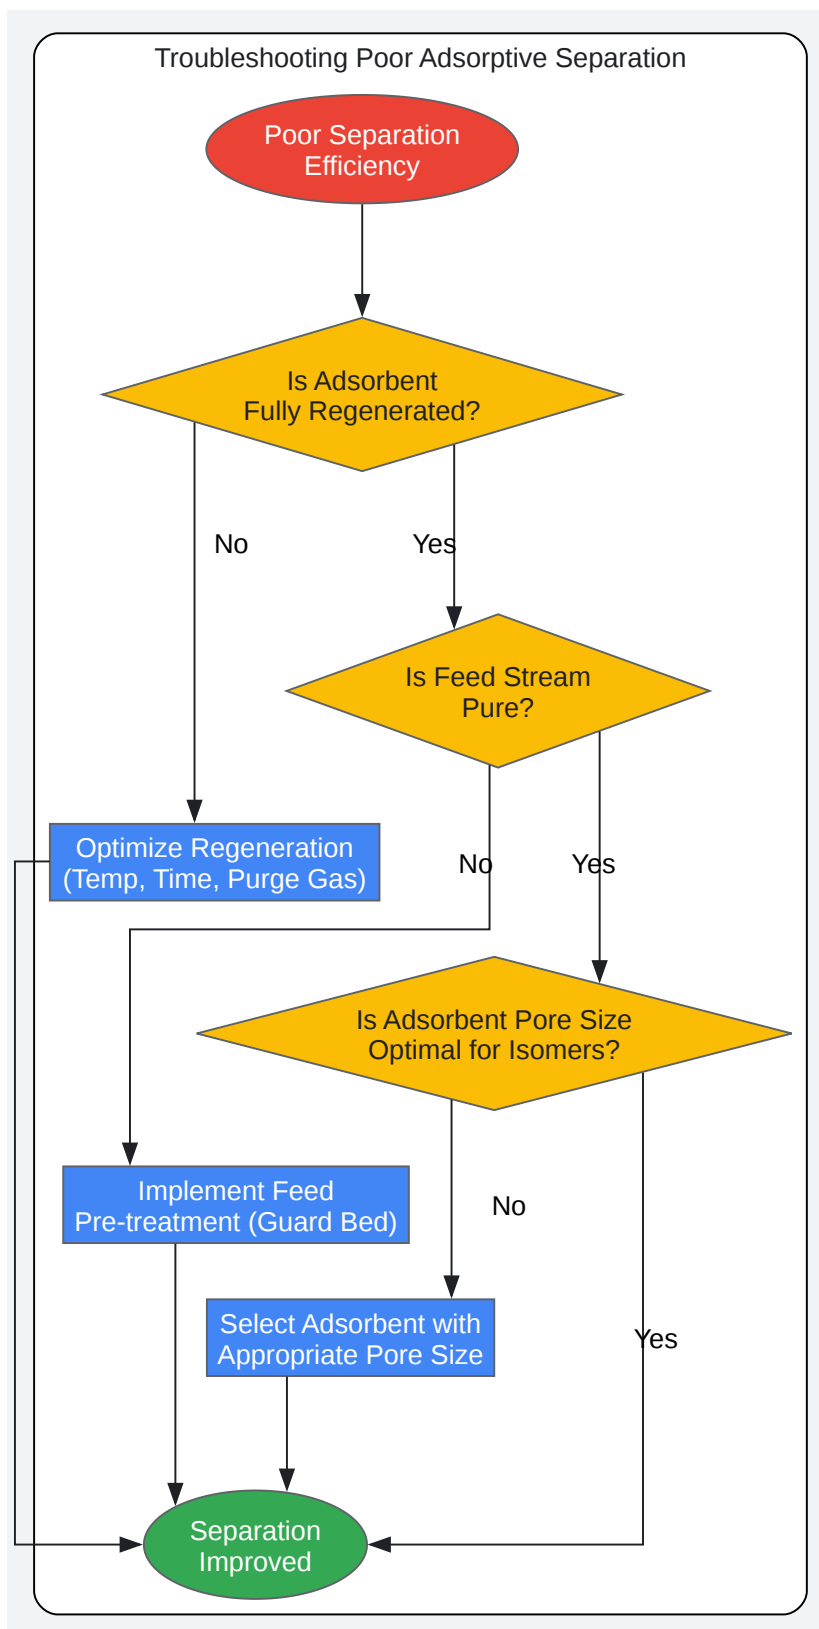 Troubleshooting Poor Adsorptive Separation
Poor Separation
Efficiency
Is Adsorbent
Fully Regenerated?
No
Yes
Is Feed Stream
Pure?
Optimize Regeneration
(Temp, Time, Purge Gas)
No
Yes
Is Adsorbent Pore Size
Optimal for Isomers?
Implement Feed
Pre-treatment (Guard Bed)
No
Select Adsorbent with
Appropriate Pore Size
Yes
Separation
Improved